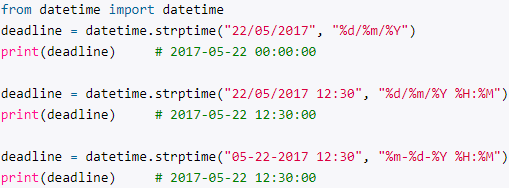 from datetime import datetime
deadline = datetime.strptime("22/05/2017", "%d/%m/%Y")
print(deadline)     # 2017-05-22 00:00:00

deadline = datetime.strptime("22/05/2017 12:30", "%d/%m/%Y %H:%M")
print(deadline)     # 2017-05-22 12:30:00

deadline = datetime.strptime("05-22-2017 12:30", "%m-%d-%Y %H:%M")
print(deadline)     # 2017-05-22 12:30:00